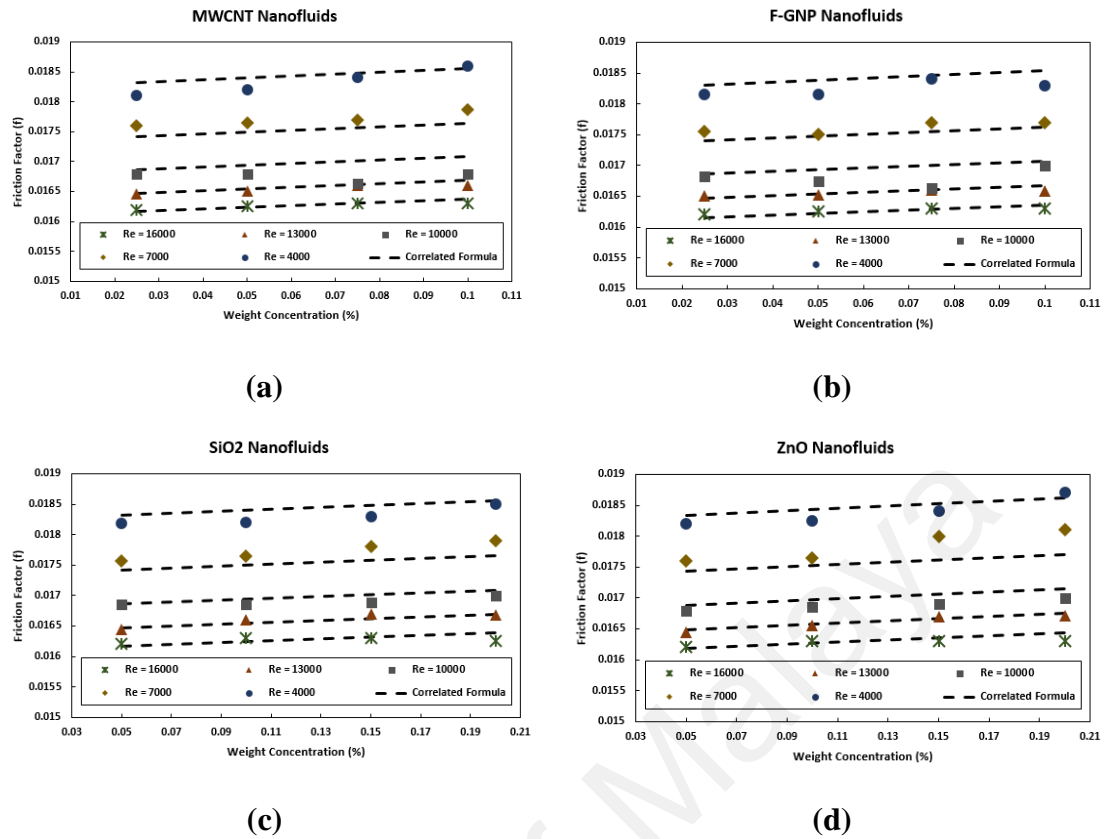 MWCNT Nanofluids
Friction Factor (f)
0.019
0.0185
0.018
0.0175
0.017
0.0165
0.016
0.0155
0.015
Re = 16000 Re = 13000 Re = 10000
Re = 7000 Re = 4000 Correlated Formula
0.01 0.02 0.03 0.04 0.05 0.06 0.07 0.08 0.09 0.1 0.11
Weight Concentration (%)
(a)
F-GNP Nanofluids
Friction Factor (f)
0.019
0.0185
0.018
0.0175
0.017
0.0165
0.016
0.0155
0.015
Re = 16000 Re = 13000 Re = 10000
Re = 7000 Re = 4000 Correlated Formula
0.01 0.02 0.03 0.04 0.05 0.06 0.07 0.08 0.09 0.1 0.11
Weight Concentration (%)
(b)
SiO2 Nanofluids
Friction Factor (f)
0.019
0.0185
0.018
0.0175
0.017
0.0165
0.016
0.0155
0.015
Re = 16000 Re = 13000 Re = 10000
Re = 7000 Re = 4000 Correlated Formula
0.03 0.05 0.07 0.09 0.11 0.13 0.15 0.17 0.19 0.21
Weight Concentration (%)
(c)
ZnO Nanofluids
Friction Factor (f)
0.019
0.0185
0.018
0.0175
0.017
0.0165
0.016
0.0155
0.015
Re = 16000 Re = 13000 Re = 10000
Re = 7000 Re = 4000 Correlated Formula
0.03 0.05 0.07 0.09 0.11 0.13 0.15 0.17 0.19 0.21
Weight Concentration (%)
(d)
Malaya